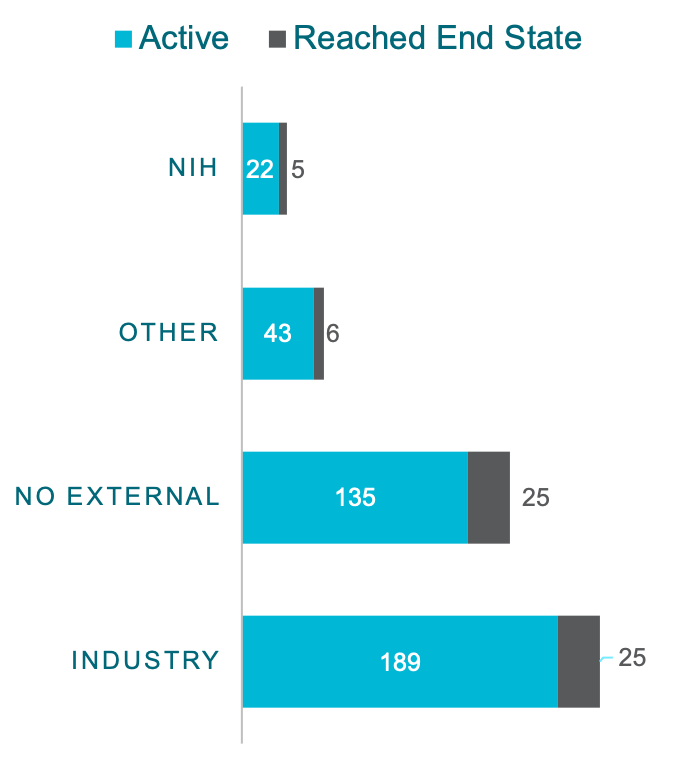 Active Reached End State
NIH 22 5
OTHER 43 6
NO EXTERNAL 135 25
INDUSTRY 189 25